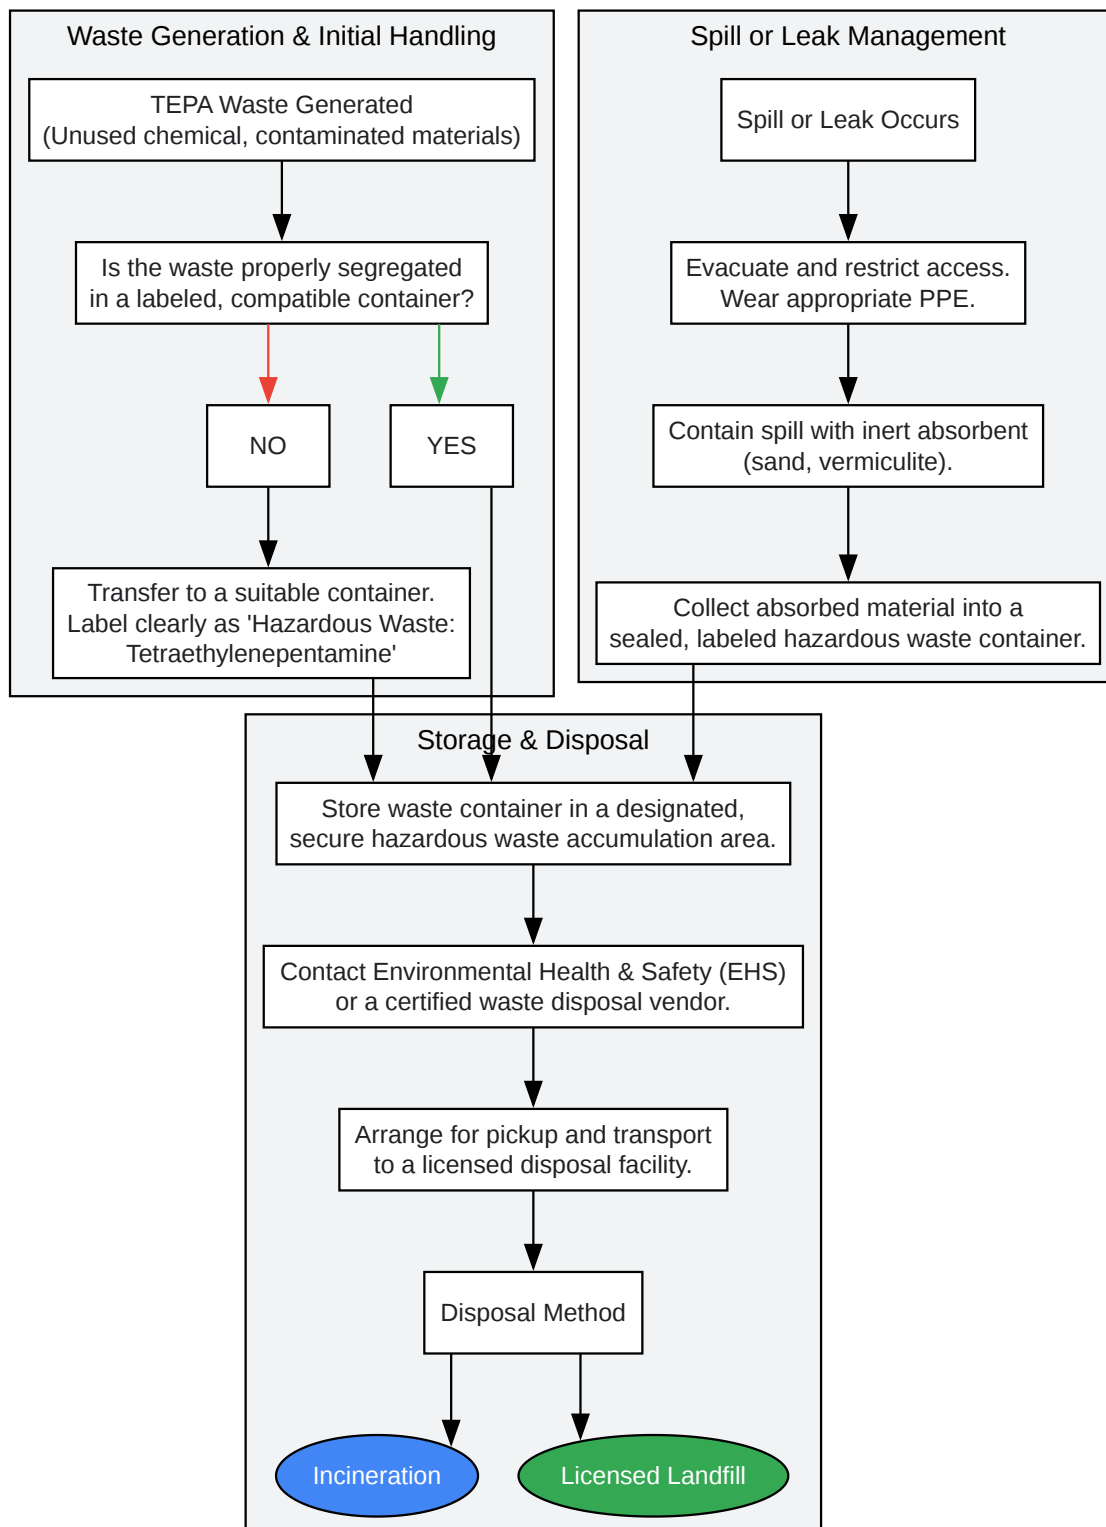 Waste Generation & Initial Handling
TEPA Waste Generated
(Unused chemical, contaminated materials)
Is the waste properly segregated
in a labeled, compatible container?
NO
YES
Transfer to a suitable container.
Label clearly as 'Hazardous Waste:
Tetraethylenepentamine'
Spill or Leak Management
Spill or Leak Occurs
Evacuate and restrict access.
Wear appropriate PPE.
Contain spill with inert absorbent
(sand, vermiculite).
Collect absorbed material into a
sealed, labeled hazardous waste container.
Storage & Disposal
Store waste container in a designated,
secure hazardous waste accumulation area.
Contact Environmental Health & Safety (EHS)
or a certified waste disposal vendor.
Arrange for pickup and transport
to a licensed disposal facility.
Disposal Method
Incineration
Licensed Landfill